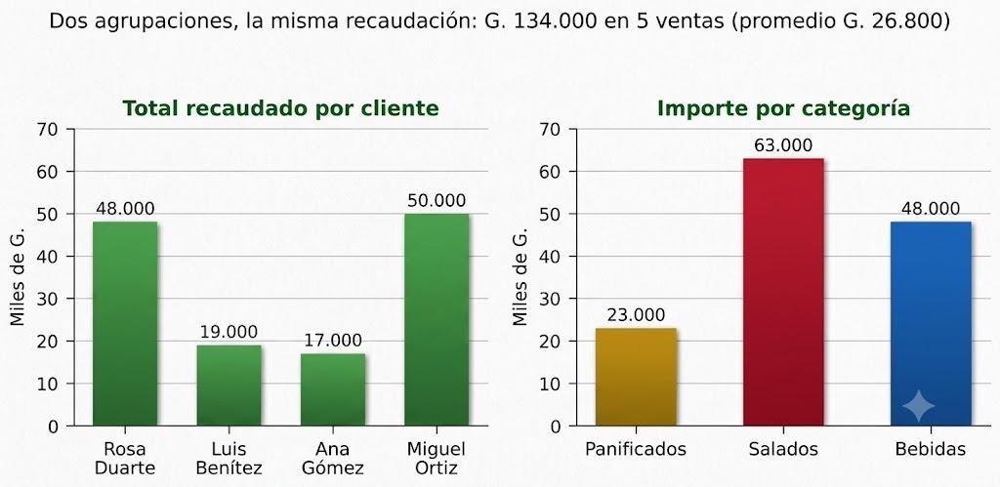 Dos agrupaciones, la misma recaudación: G. 134.000 en 5 ventas (promedio G. 26.800)
Total recaudado por cliente
Miles de G.
70
60
50
40
30
20
10
0
48.000
19.000
17.000
50.000
Rosa Duarte
Luis Benítez
Ana Gómez
Miguel Ortiz
Importe por categoría
Miles de G.
70
60
50
40
30
20
10
0
23.000
63.000
48.000
Panificados
Salados
Bebidas